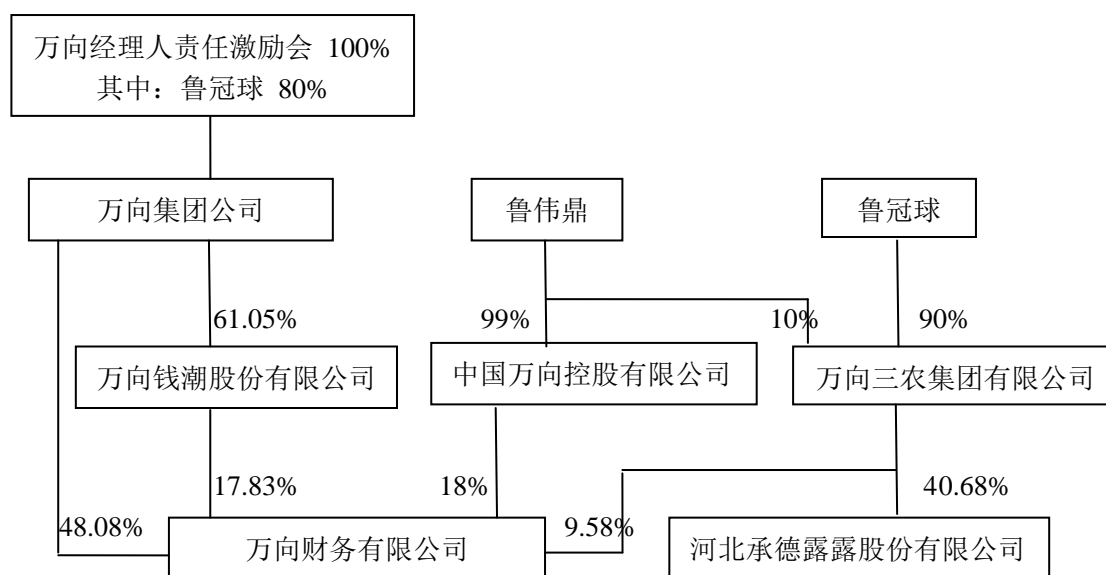 万向经理人责任激励会 100%
其中：鲁冠球 80%
万向集团公司
鲁伟鼎
鲁冠球
61.05%
99%
10%
90%
万向钱潮股份有限公司
中国万向控股有限公司
万向三农集团有限公司
17.83%
18%
40.68%
48.08%
9.58%
万向财务有限公司
河北承德露露股份有限公司